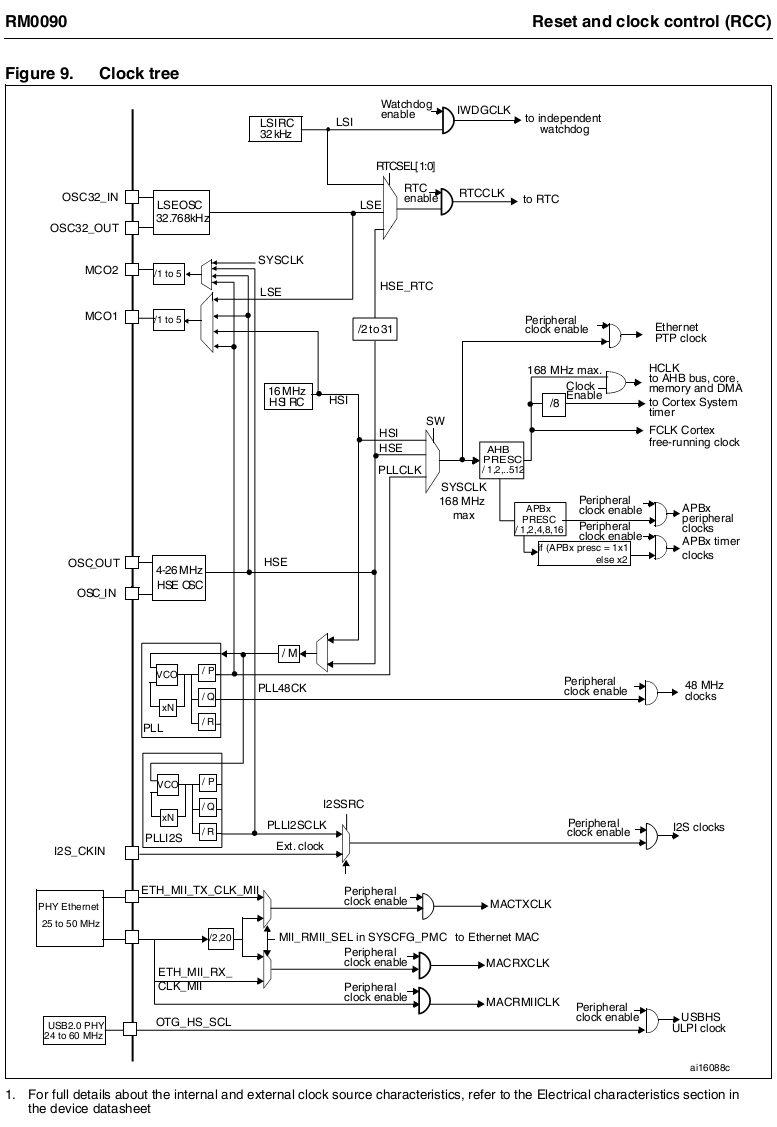 RM0090
Reset and clock control (RCC)
Figure 9. Clock tree
LSIRC
32kHz
LSI
Watchdog
enable
IWDGCLK
to independent
watchdog
RTCSEL[1:0]
OSC32_IN
OSC32_OUT
LSEOSC
32.768kHz
LSE
RTC
enable
RTCCLK
to RTC
MCO2
/1 to 5
SYSCLK
LSE
MCO1
/1 to 5
HSE_RTC
/2 to 31
Peripheral
clock enable
Ethernet
PTP clock
16 MHz
HSI RC
HSI
168 MHz max.
Clock
Enable
HCLK
to AHB bus, core,
memory and DMA
/8
to Cortex System
timer
FCLK Cortex
free-running clock
SW
HSI
HSE
PLLCLK
SYSCLK
168 MHz
max
AHB
PRESC
/ 1,2,..512
APBx
PRESC
/ 1,2,4,8,16
Peripheral
clock enable
APBx
peripheral
clocks
Peripheral
clock enable
if (APBx presc = 1x1
else x2
APBx timer
clocks
OSC_OUT
OSC_IN
4-26 MHz
HSE OSC
HSE
/ M
VCO
xN
/ P
/ Q
/ R
PLL
PLL48CK
Peripheral
clock enable
48 MHz
clocks
VCO
xN
/ P
/ Q
/ R
PLLI2S
I2SSRC
PLLI2SCLK
Ext. clock
I2S_CKIN
Peripheral
clock enable
I2S clocks
PHY Ethernet
25 to 50 MHz
ETH_MII_TX_CLK_MII
Peripheral
clock enable
MACTXCLK
/2,20
MII_RMII_SEL in SYSCFG_PMC to Ethernet MAC
ETH_MII_RX_
CLK_MII
Peripheral
clock enable
MACRXCLK
Peripheral
clock enable
MACRMIICLK
USB2.0 PHY
24 to 60 MHz
OTG_HS_SCL
Peripheral
clock enable
USBHS
ULPI clock
ai16088c
1. For full details about the internal and external clock source characteristics, refer to the Electrical characteristics section in
the device datasheet